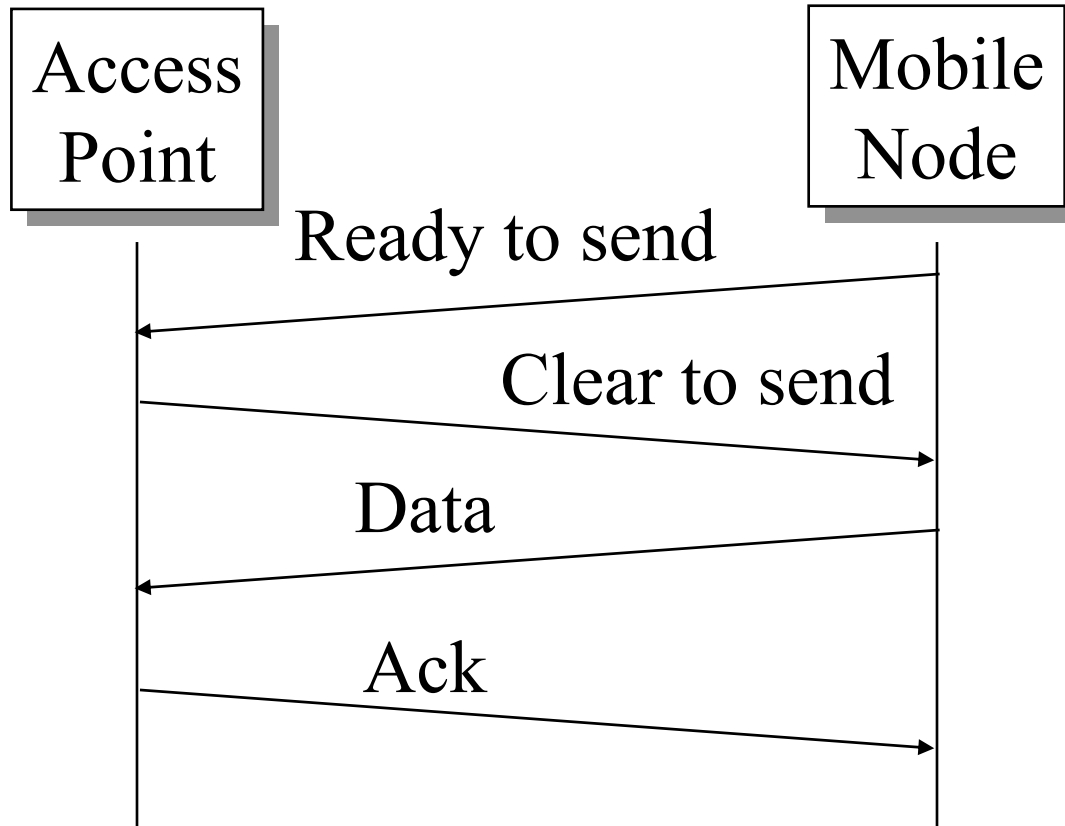 Access
Point
Mobile
Node
Ready to send
Clear to send
Data
Ack